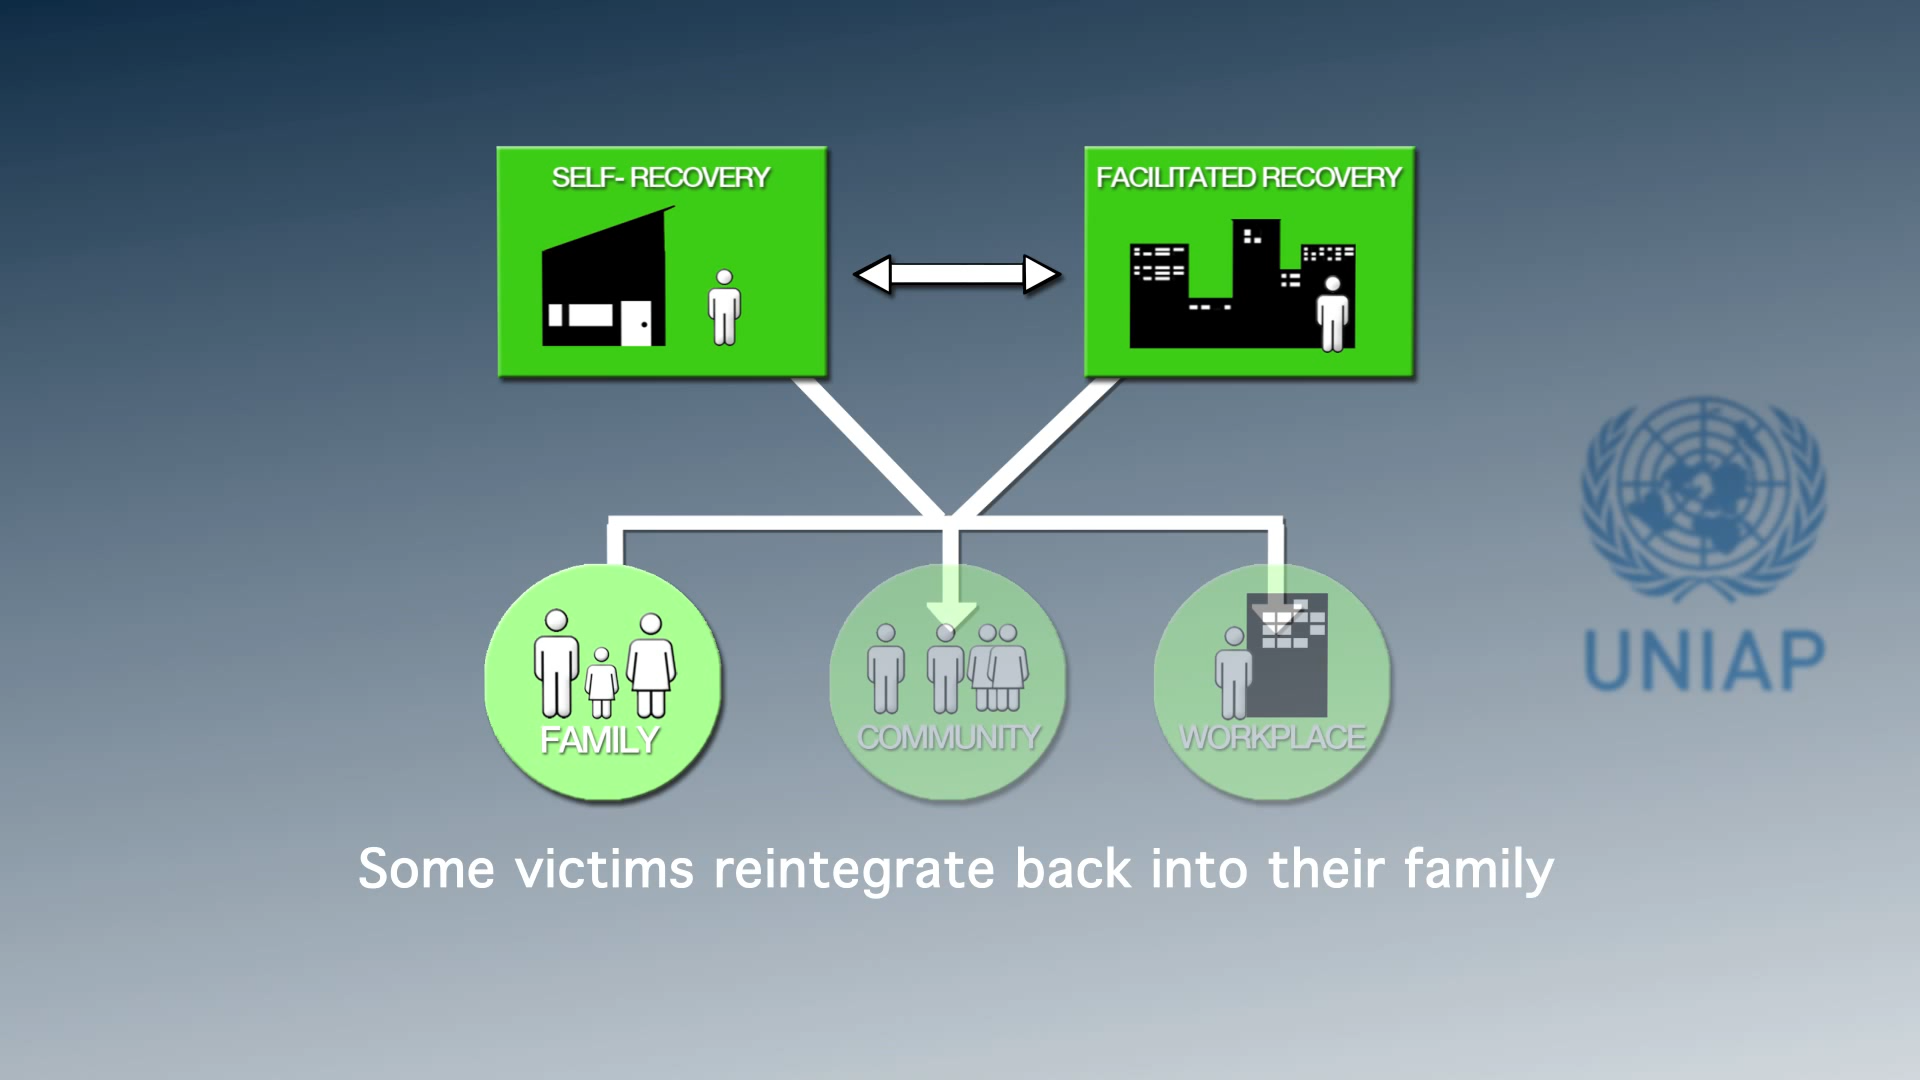 SELF- RECOVERY
FACILITATED RECOVERY
FAMILY
COMMUNITY
WORKPLACE
UNIAP
Some victims reintegrate back into their family